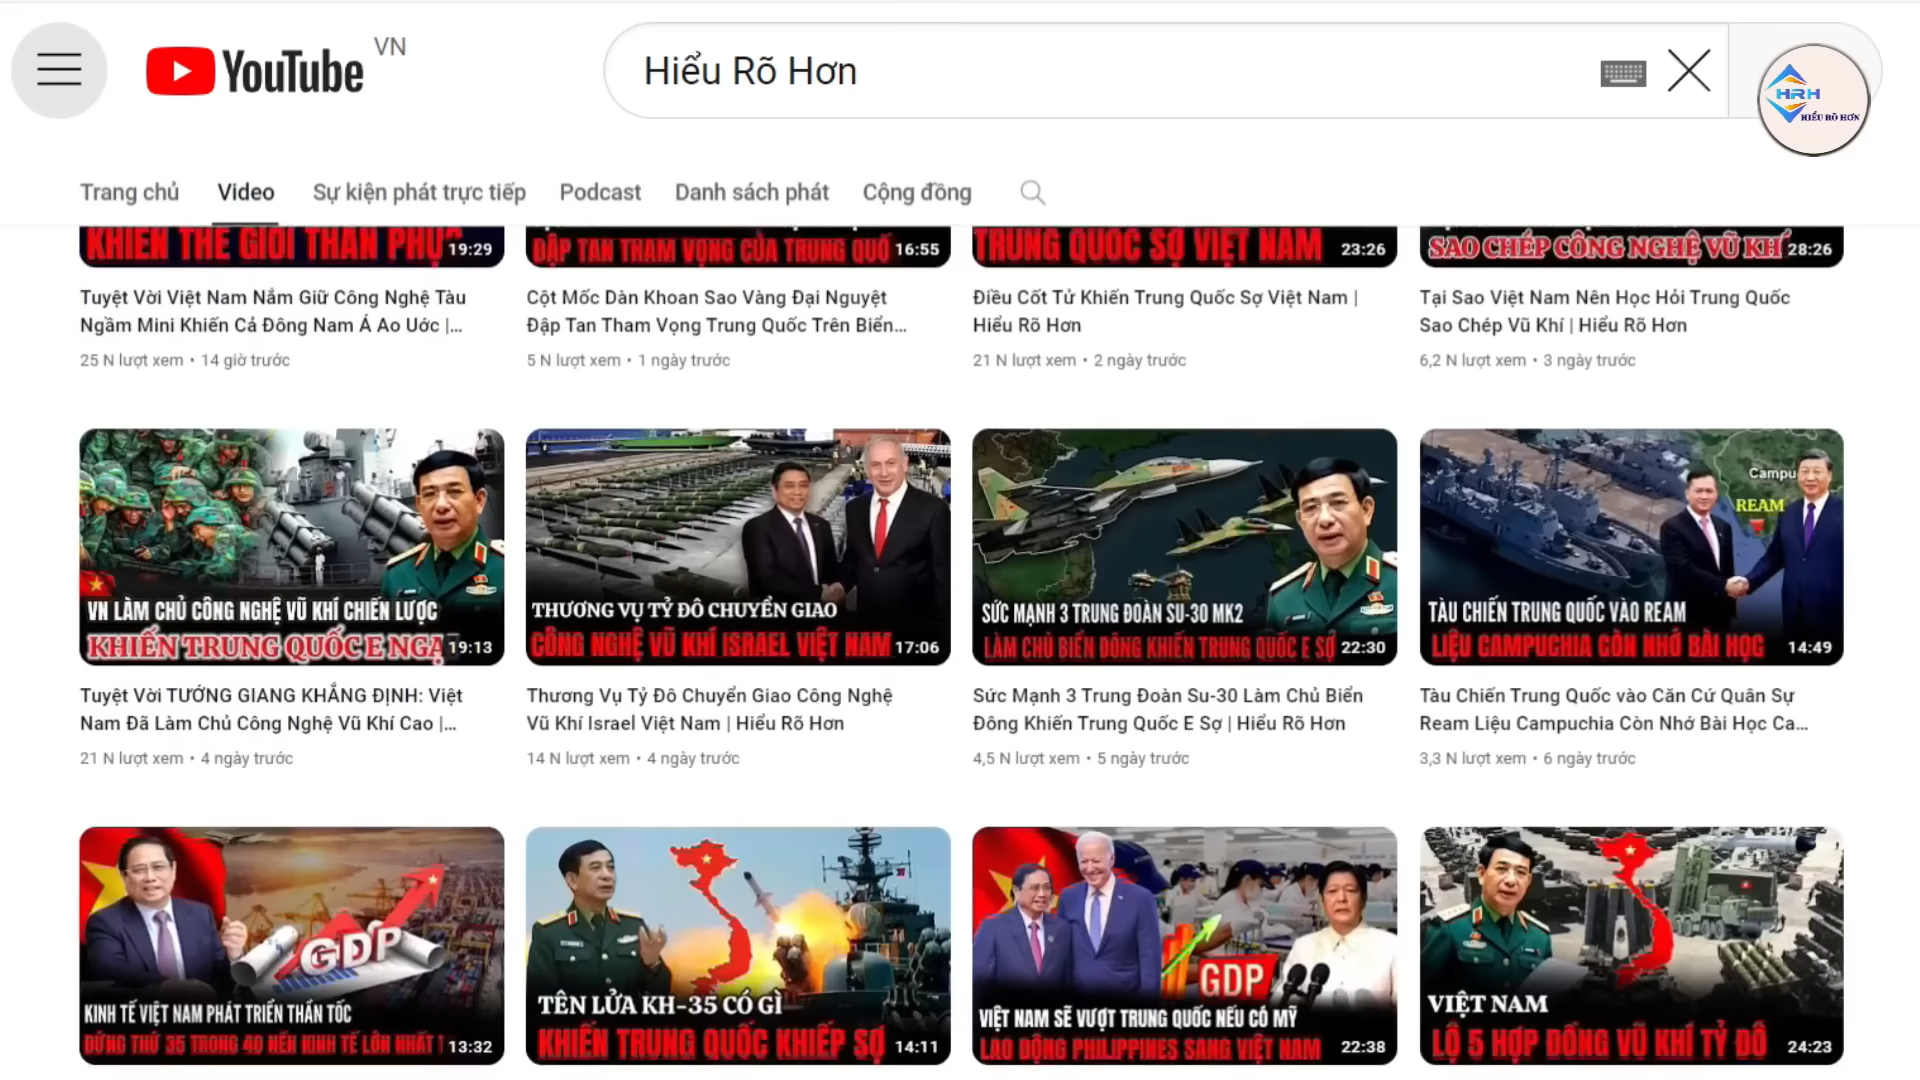 VN
YouTube
Hiểu Rõ Hơn
HRH
HIỂU RÕ HƠN
Trang chủ
Video
Sự kiện phát trực tiếp
Podcast
Danh sách phát
Cộng đồng
KHIẾN THẾ GIỚI THÁN PHỤC
19:29
ĐẬP TAN THAM VỌNG CỦA TRUNG QUỐ
16:55
TRUNG QUỐC SỢ VIỆT NAM
23:26
SAO CHÉP CÔNG NGHỆ VŨ KHÍ
28:26
Tuyệt Vời Việt Nam Nắm Giữ Công Nghệ Tàu
Ngầm Mini Khiến Cả Đông Nam Á Ao Ước |...
25 N lượt xem • 14 giờ trước
Cột Mốc Dàn Khoan Sao Vàng Đại Nguyệt
Đập Tan Tham Vọng Trung Quốc Trên Biển...
5 N lượt xem • 1 ngày trước
Điều Cốt Tử Khiến Trung Quốc Sợ Việt Nam |
Hiểu Rõ Hơn
21 N lượt xem • 2 ngày trước
Tại Sao Việt Nam Nên Học Hỏi Trung Quốc
Sao Chép Vũ Khí | Hiểu Rõ Hơn
6,2 N lượt xem • 3 ngày trước
VN LÀM CHỦ CÔNG NGHỆ VŨ KHÍ CHIẾN LƯỢC
KHIẾN TRUNG QUỐC E NGẠ
19:13
THƯƠNG VỤ TỶ ĐÔ CHUYỂN GIAO
CÔNG NGHỆ VŨ KHÍ ISRAEL VIỆT NAM
17:06
SỨC MẠNH 3 TRUNG ĐOÀN SU-30 MK2
LÀM CHỦ BIỂN ĐÔNG KHIẾN TRUNG QUỐC E SỢ
22:30
Campu
REAM
TÀU CHIẾN TRUNG QUỐC VÀO REAM
LIỆU CAMPUCHIA CÒN NHỚ BÀI HỌC
14:49
Tuyệt Vời TƯỚNG GIANG KHẲNG ĐỊNH: Việt
Nam Đã Làm Chủ Công Nghệ Vũ Khí Cao |...
21 N lượt xem • 4 ngày trước
Thương Vụ Tỷ Đô Chuyển Giao Công Nghệ
Vũ Khí Israel Việt Nam | Hiểu Rõ Hơn
14 N lượt xem • 4 ngày trước
Sức Mạnh 3 Trung Đoàn Su-30 Làm Chủ Biển
Đông Khiến Trung Quốc E Sợ | Hiểu Rõ Hơn
4,5 N lượt xem • 5 ngày trước
Tàu Chiến Trung Quốc vào Căn Cứ Quân Sự
Ream Liệu Campuchia Còn Nhớ Bài Học Ca...
3,3 N lượt xem • 6 ngày trước
GDP
KINH TẾ VIỆT NAM PHÁT TRIỂN THẦN TỐC
ĐỨNG THỨ 35 TRONG 40 NỀN KINH TẾ LỚN NHẤT T
13:32
TÊN LỬA KH-35 CÓ GÌ
KHIẾN TRUNG QUỐC KHIẾP SỢ
14:11
GDP
VIỆT NAM SẼ VƯỢT TRUNG QUỐC NẾU CÓ MỸ
LAO ĐỘNG PHILIPPINES SANG VIỆT NAM
22:38
VIỆT NAM
LỘ 5 HỢP ĐỒNG VŨ KHÍ TỶ ĐÔ
24:23